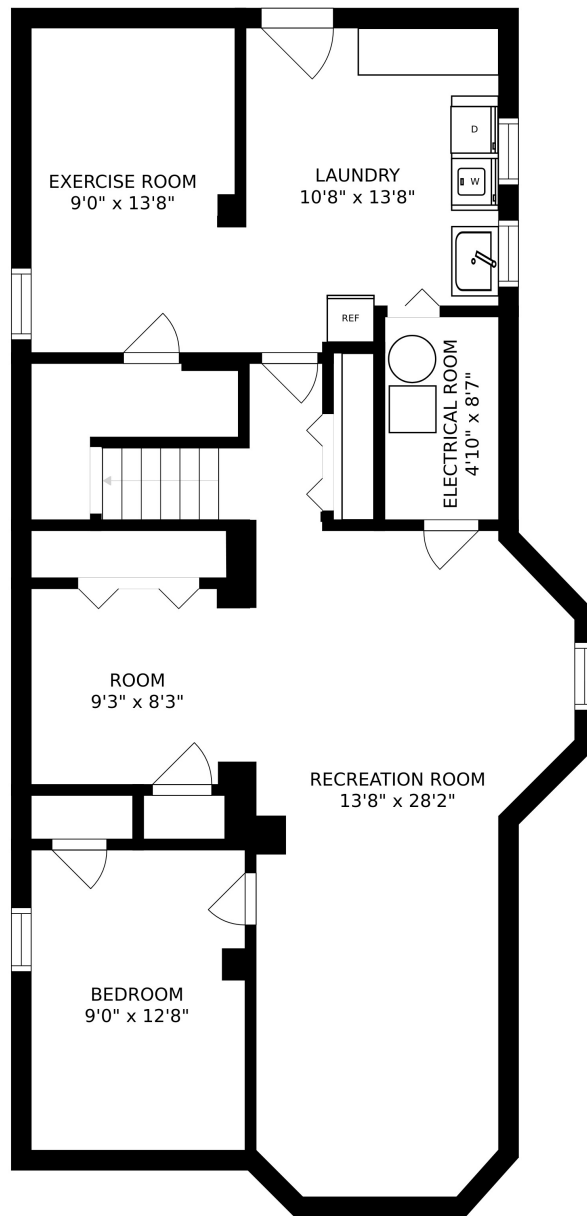 EXERCISE ROOM
9'0" x 13'8"
LAUNDRY
10'8" x 13'8"
D
W
REF
ELECTRICAL ROOM
4'10" x 8'7"
ROOM
9'3" x 8'3"
RECREATION ROOM
13'8" x 28'2"
BEDROOM
9'0" x 12'8"